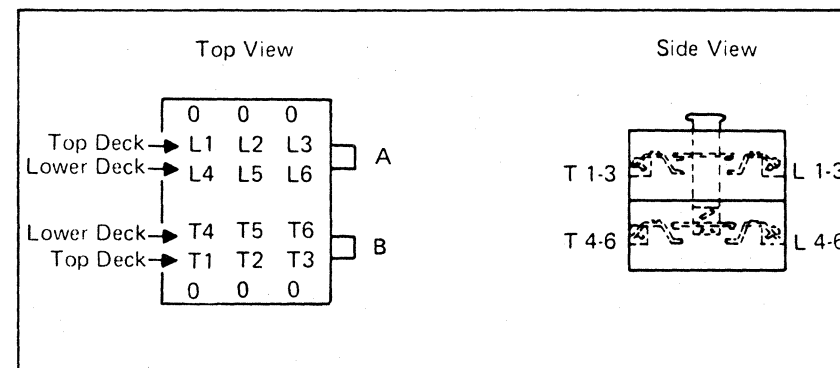 Top View
0 0 0
Top Deck L1 L2 L3
A
Lower Deck L4 L5 L6
Lower Deck T4 T5 T6
B
Top Deck T1 T2 T3
0 0 0
Side View
T 1-3 L 1-3
T 4-6 L 4-6